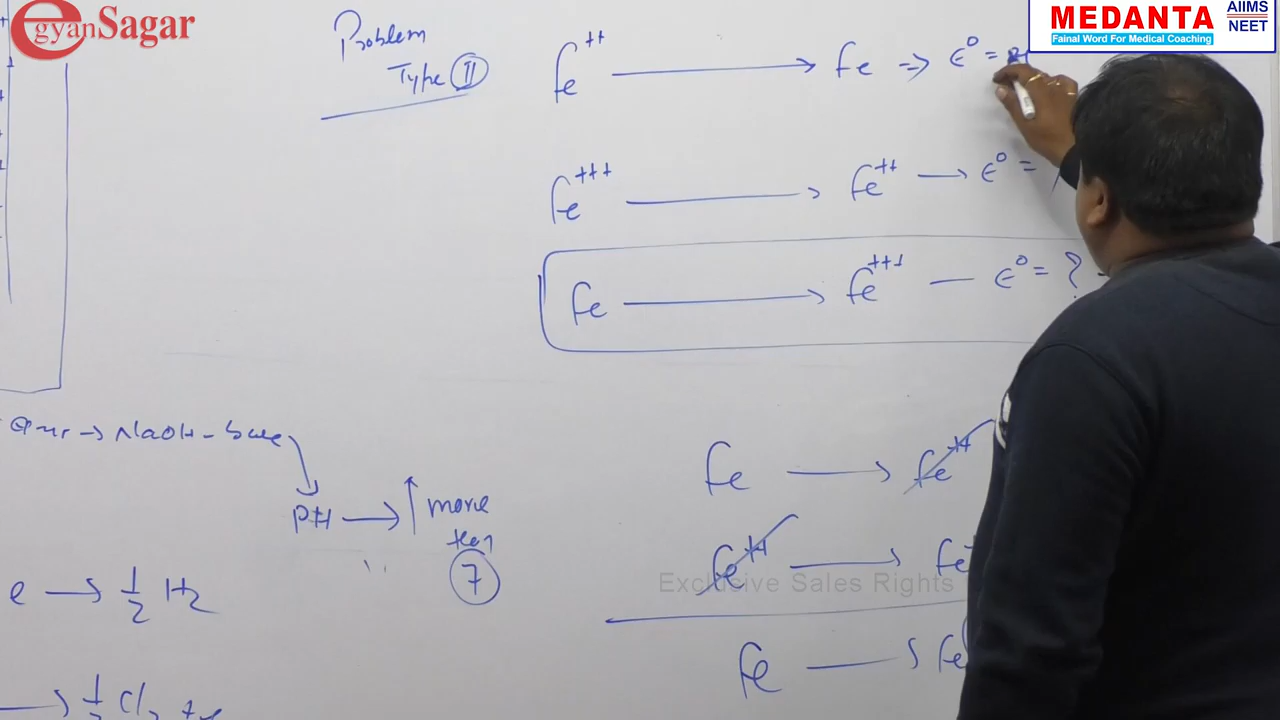 egyanSagar
MEDANTA
Fainal Word For Medical Coaching
AIIMS
NEET
Problem
Type II
Fe++ → Fe ⇒ ε° =
Fe+++ → Fe++ → ε° =
Fe → Fe+++ — ε° = ?
→ NaOH -
PH → ↑ more
than
7
Fe → Fe++
Fe++ → Fe
Exclusive Sales Rights
Fe → Fe
e → 1/2 H2
→